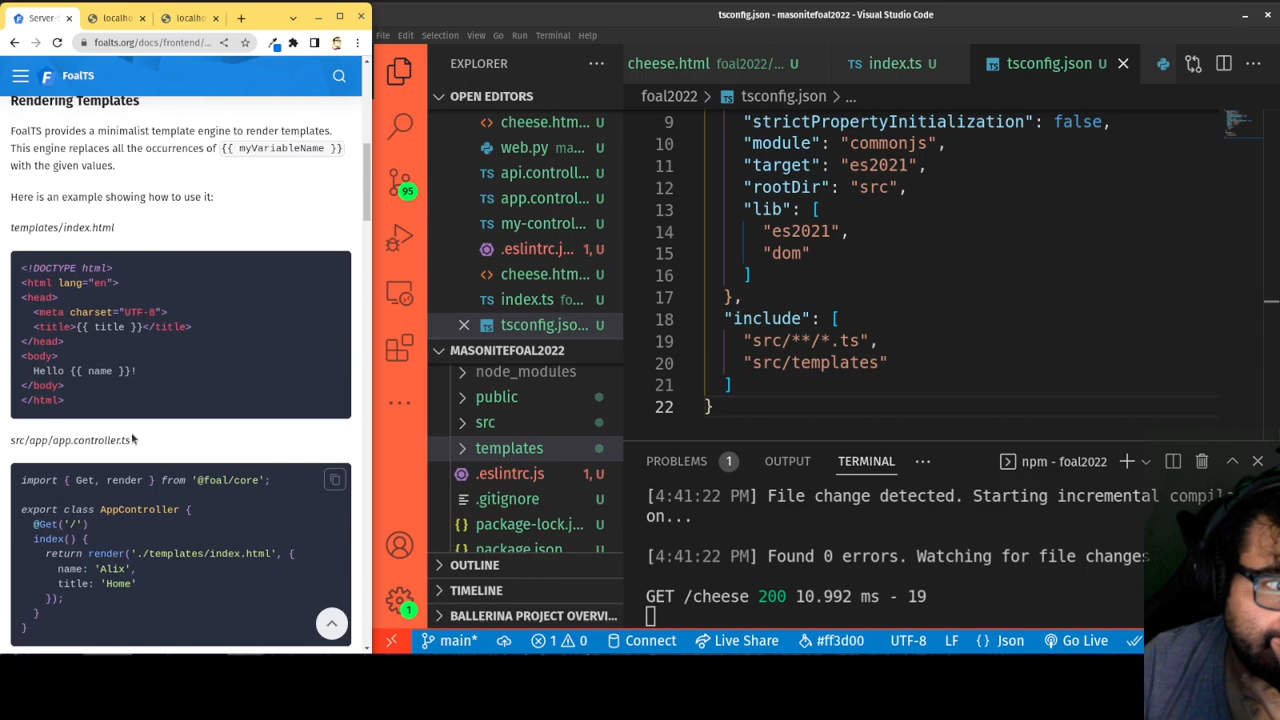 Server-
localho
localho
tsconfig.json - masonitefoal2022 - Visual Studio Code
foalts.org/docs/frontend/...
File Edit Selection View Go Run Terminal Help
FoalTS
Rendering Templates
FoalTS provides a minimalist template engine to render templates.
This engine replaces all the occurrences of {{ myVariableName }}
with the given values.
Here is an example showing how to use it:
templates/index.html
<!DOCTYPE html>
<html lang="en">
<head>
<meta charset="UTF-8">
<title>{{ title }}</title>
</head>
<body>
Hello {{ name }}!
</body>
</html>
src/app/app.controller.ts
import { Get, render } from '@foal/core';
export class AppController {
@Get('/')
index() {
return render('./templates/index.html', {
name: 'Alix',
title: 'Home'
});
}
}
95
1
EXPLORER
OPEN EDITORS
cheese.htm... U
web.py ma... U
api.control... U
app.contro... U
my-contro... U
.eslintrc.j... 1, U
cheese.htm... U
index.ts fo... U
tsconfig.jso... U
MASONITEFOAL2022
node_modules
public
src
templates
.eslintrc.js 1, U
.gitignore U
package-lock.j... U
package.json U
OUTLINE
TIMELINE
BALLERINA PROJECT OVERVI...
cheese.html foal2022/... U
index.ts U
tsconfig.json U
foal2022 > tsconfig.json > ...
9 "strictPropertyInitialization": false,
10 "module": "commonjs",
11 "target": "es2021",
12 "rootDir": "src",
13 "lib": [
14 "es2021",
15 "dom"
16 ]
17 },
18 "include": [
19 "src/**/*.ts",
20 "src/templates"
21 ]
22 }
PROBLEMS 1 OUTPUT TERMINAL npm - foal2022
[4:41:22 PM] File change detected. Starting incremental compila
on...
[4:41:22 PM] Found 0 errors. Watching for file changes
GET /cheese 200 10.992 ms - 19
main* 1 0 Connect Live Share #ff3d00 UTF-8 LF {} Json Go Live